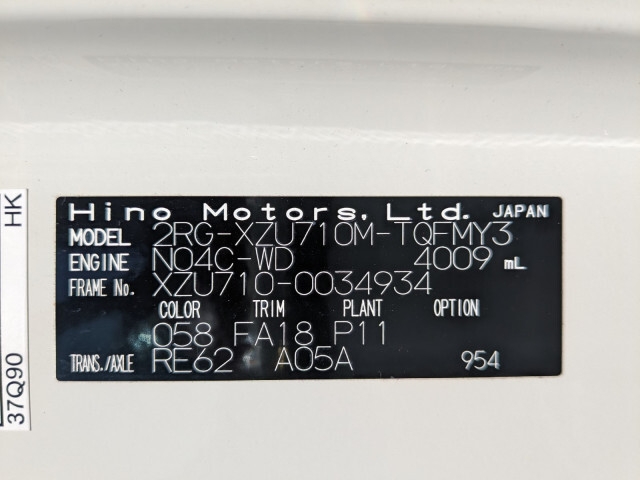 Hino Motors, Ltd. JAPAN
MODEL 2RG-XZU710M-TQFMY3
ENGINE N04C-WD 4009 mL
FRAME No. XZU710-0034934
COLOR TRIM PLANT OPTION
058 FA18 P11
TRANS./AXLE RE62 A05A 954
HK
37Q90